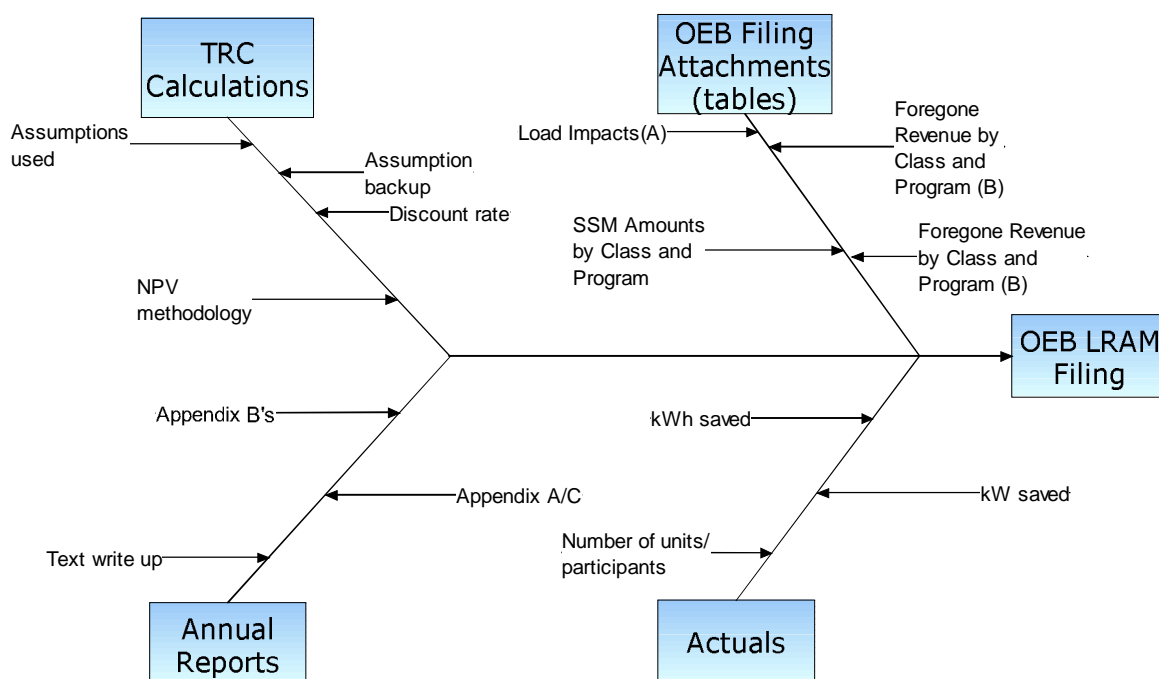 TRC
Calculations
OEB Filing
Attachments
(tables)
Assumptions
used
Assumption
backup
Discount rate
NPV
methodology
Load Impacts(A)
Foregone
Revenue by
Class and
Program (B)
SSM Amounts
by Class and
Program
Foregone Revenue
by Class and
Program (B)
OEB LRAM
Filing
Appendix B's
Appendix A/C
Text write up
Annual
Reports
kWh saved
kW saved
Number of units/
participants
Actuals